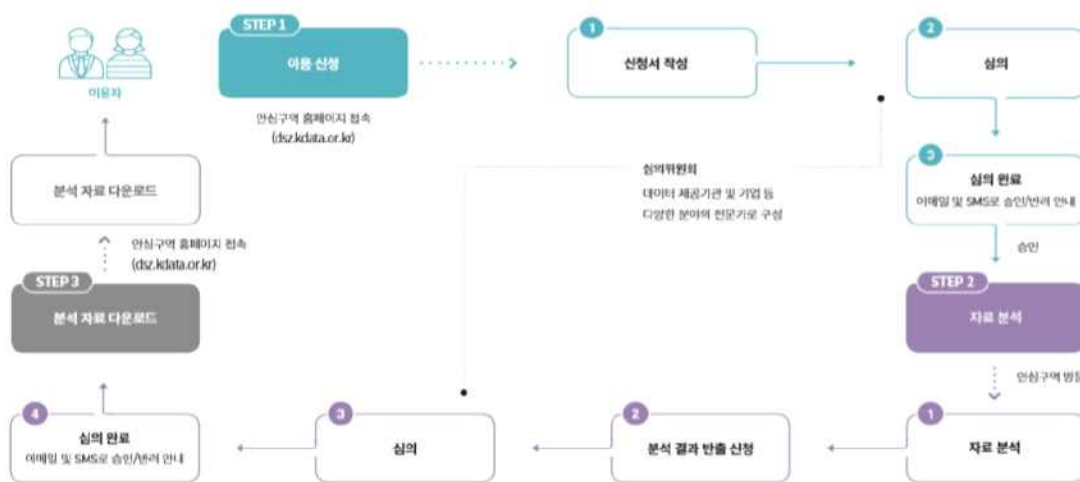 이용자
STEP 1
이용 신청
안심구역 홈페이지 접속
(dsz.kdata.or.kr)
1
신청서 작성
2
심의
3
심의 완료
이메일 및 SMS로 승인/반려 안내
승인
심의위원회
데이터 제공기관 및 기업 등
다양한 분야의 전문가로 구성
STEP 2
자료 분석
안심구역 방문
1
자료 분석
2
분석 결과 반출 신청
3
심의
4
심의 완료
이메일 및 SMS로 승인/반려 안내
STEP 3
분석 자료 다운로드
안심구역 홈페이지 접속
(dsz.kdata.or.kr)
분석 자료 다운로드